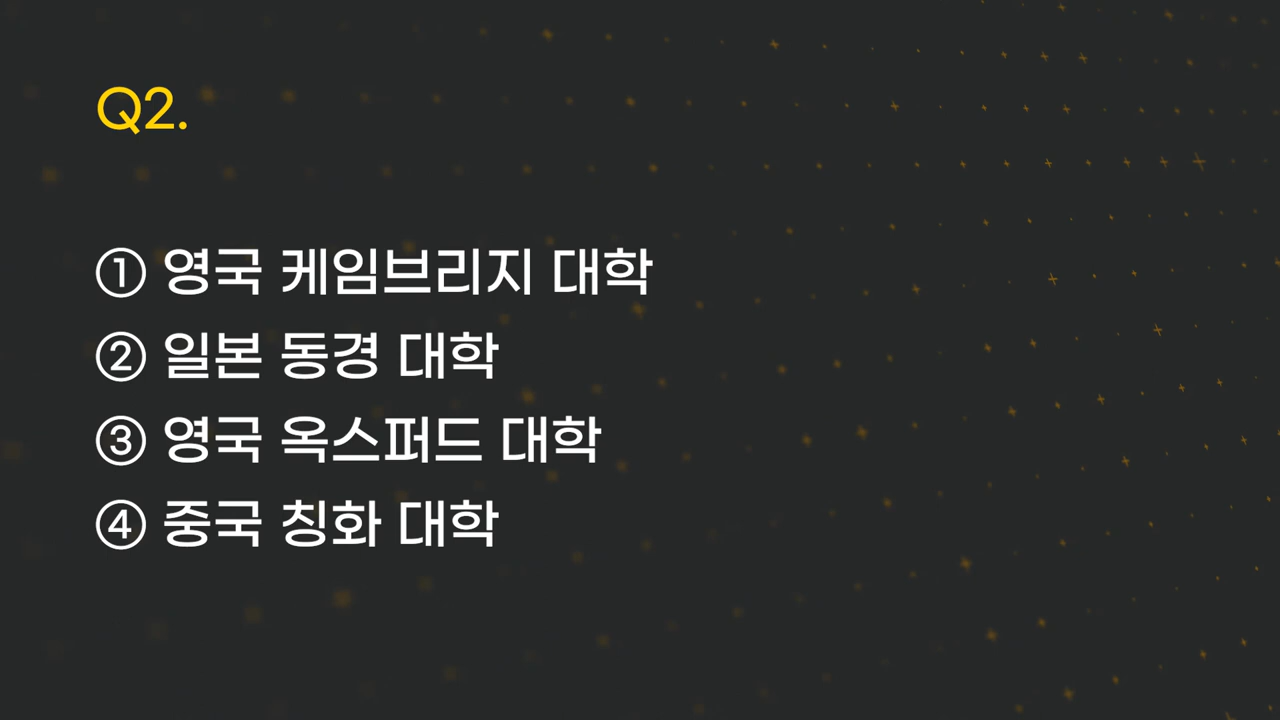 Q2.
① 영국 케임브리지 대학
② 일본 동경 대학
③ 영국 옥스퍼드 대학
④ 중국 칭화 대학